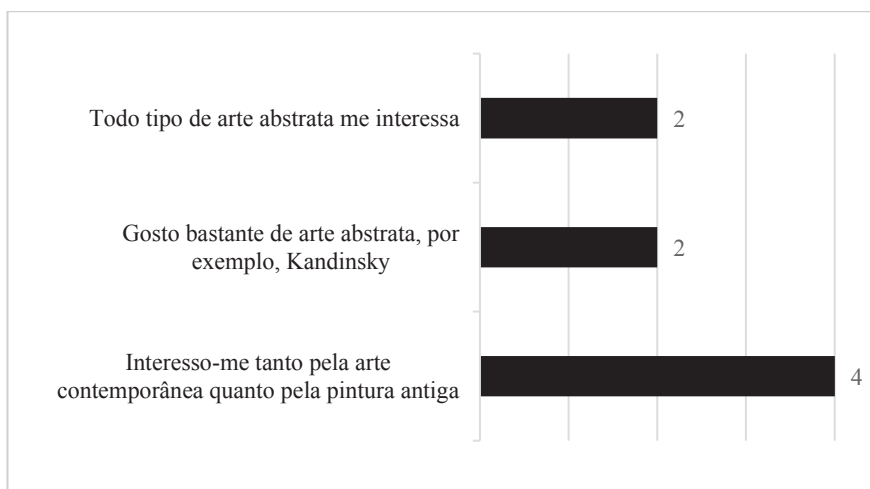 Todo tipo de arte abstrata me interessa
2
Gosto bastante de arte abstrata, por
exemplo, Kandinsky
2
Interesso-me tanto pela arte
contemporânea quanto pela pintura antiga
4